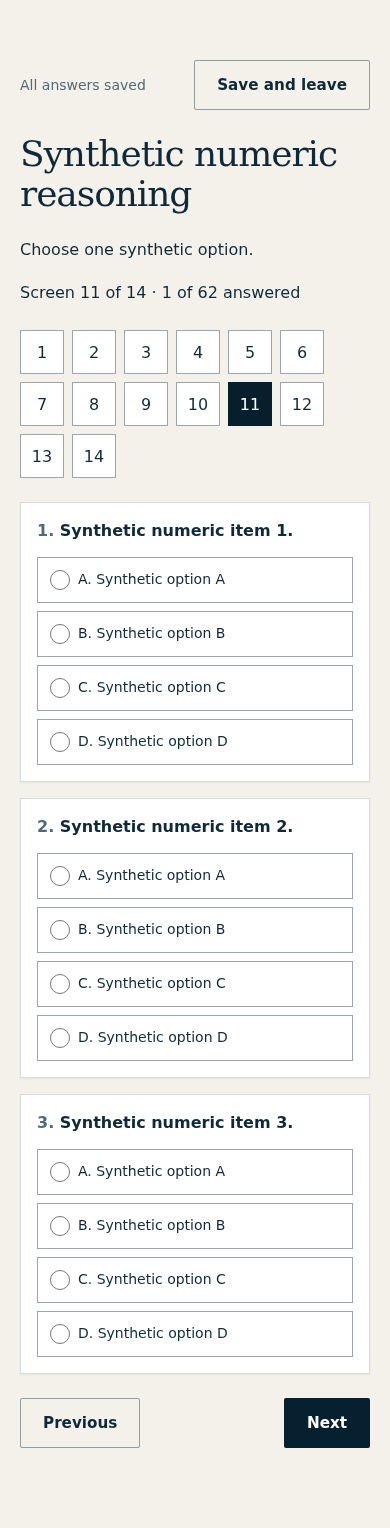 All answers saved
Save and leave
Synthetic numeric
reasoning
Choose one synthetic option.
Screen 11 of 14 · 1 of 62 answered
1 2 3 4 5 6
7 8 9 10 11 12
13 14
1. Synthetic numeric item 1.
A. Synthetic option A
B. Synthetic option B
C. Synthetic option C
D. Synthetic option D
2. Synthetic numeric item 2.
A. Synthetic option A
B. Synthetic option B
C. Synthetic option C
D. Synthetic option D
3. Synthetic numeric item 3.
A. Synthetic option A
B. Synthetic option B
C. Synthetic option C
D. Synthetic option D
Previous
Next